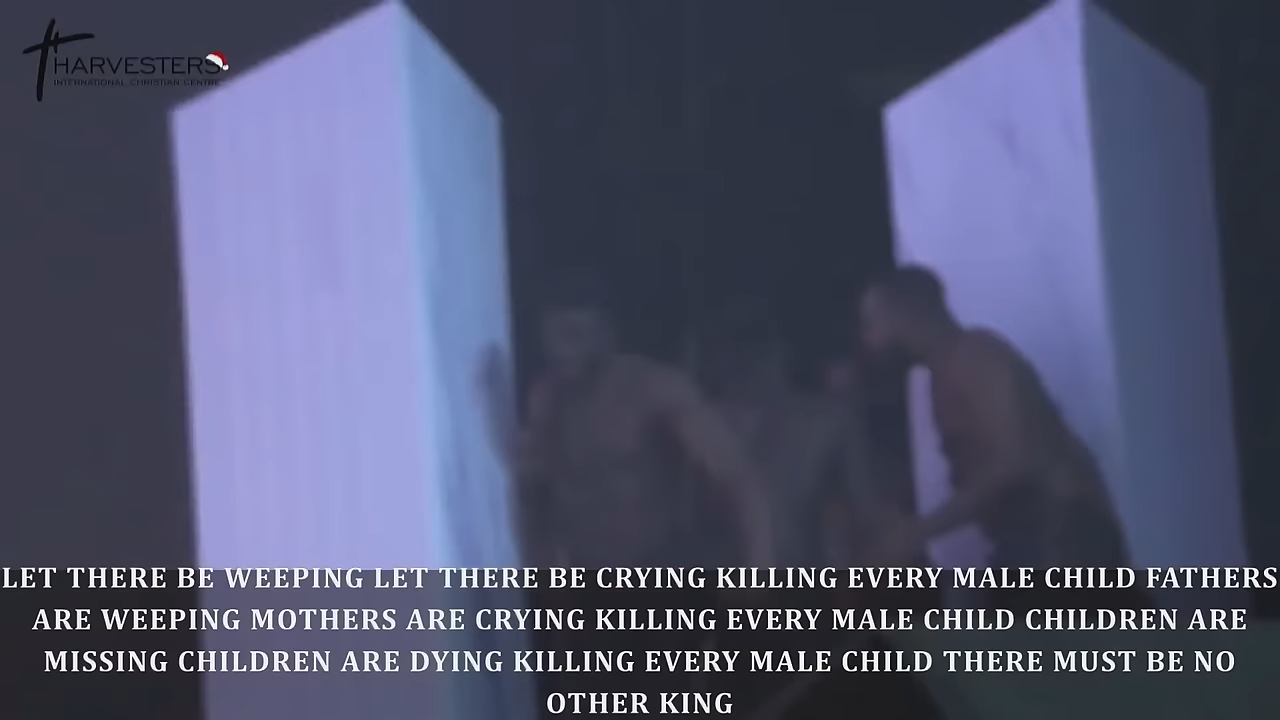 HARVESTERS
INTERNATIONAL CHRISTIAN CENTRE
LET THERE BE WEEPING LET THERE BE CRYING KILLING EVERY MALE CHILD FATHERS
ARE WEEPING MOTHERS ARE CRYING KILLING EVERY MALE CHILD CHILDREN ARE
MISSING CHILDREN ARE DYING KILLING EVERY MALE CHILD THERE MUST BE NO
OTHER KING